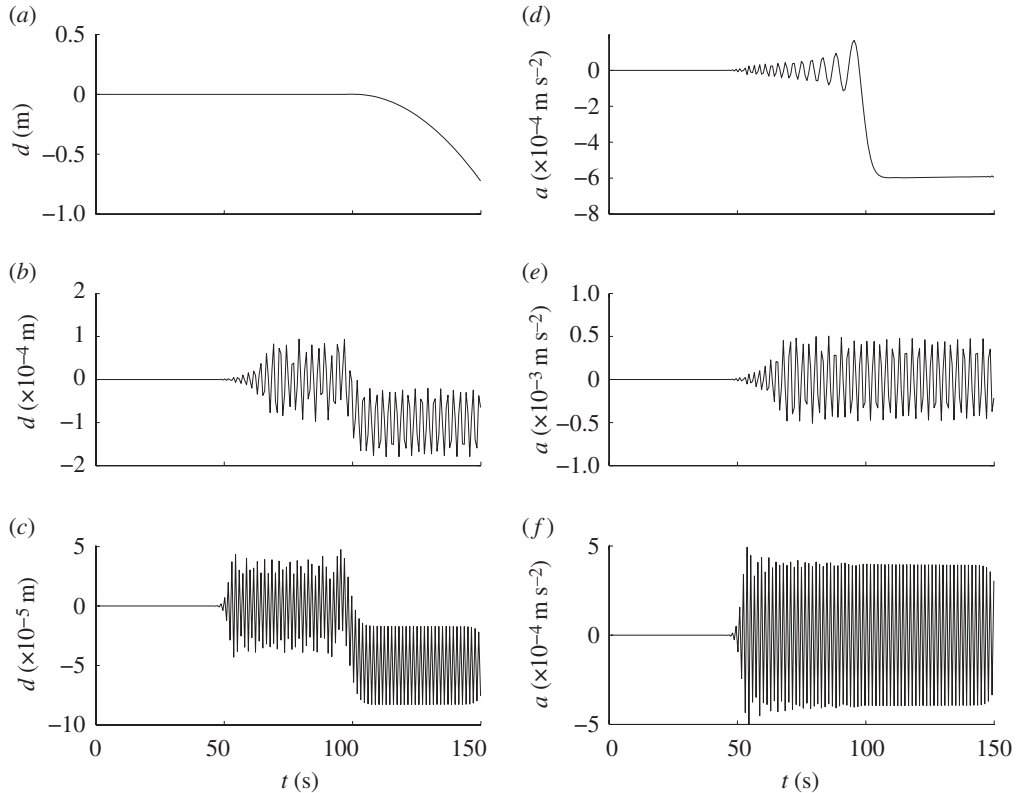 (a)
0.5
0
−0.5
−1.0
d (m)
(b)
2
1
0
−1
−2
d (×10⁻⁴ m)
(c)
5
0
−5
−10
d (×10⁻⁵ m)
0
50
100
150
t (s)
(d)
0
−2
−4
−6
−8
a (×10⁻⁴ m s⁻²)
(e)
1.0
0.5
0
−0.5
−1.0
a (×10⁻³ m s⁻²)
(f)
5
0
−5
a (×10⁻⁴ m s⁻²)
0
50
100
150
t (s)